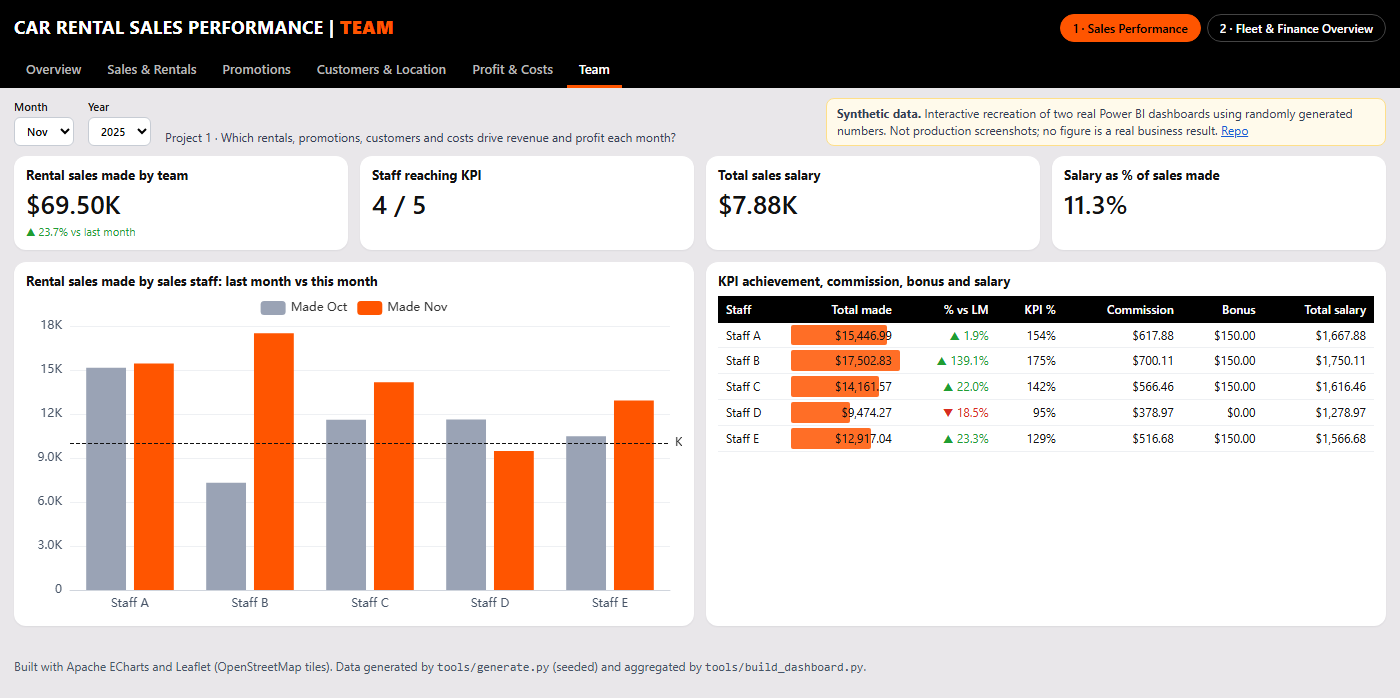 CAR RENTAL SALES PERFORMANCE | TEAM
1 · Sales Performance
2 · Fleet & Finance Overview
Overview
Sales & Rentals
Promotions
Customers & Location
Profit & Costs
Team
Month
Year
Nov
2025
Project 1 · Which rentals, promotions, customers and costs drive revenue and profit each month?
Synthetic data. Interactive recreation of two real Power BI dashboards using randomly generated
numbers. Not production screenshots; no figure is a real business result. Repo
Rental sales made by team
$69.50K
▲ 23.7% vs last month
Staff reaching KPI
4 / 5
Total sales salary
$7.88K
Salary as % of sales made
11.3%
Rental sales made by sales staff: last month vs this month
Made Oct
Made Nov
18K
15K
12K
K
9.0K
6.0K
3.0K
0
Staff A
Staff B
Staff C
Staff D
Staff E
KPI achievement, commission, bonus and salary
Staff Total made % vs LM KPI % Commission Bonus Total salary
Staff A $15,446.99 ▲ 1.9% 154% $617.88 $150.00 $1,667.88
Staff B $17,502.83 ▲ 139.1% 175% $700.11 $150.00 $1,750.11
Staff C $14,161.57 ▲ 22.0% 142% $566.46 $150.00 $1,616.46
Staff D $9,474.27 ▼ 18.5% 95% $378.97 $0.00 $1,278.97
Staff E $12,917.04 ▲ 23.3% 129% $516.68 $150.00 $1,566.68
Built with Apache ECharts and Leaflet (OpenStreetMap tiles). Data generated by tools/generate.py (seeded) and aggregated by tools/build_dashboard.py.